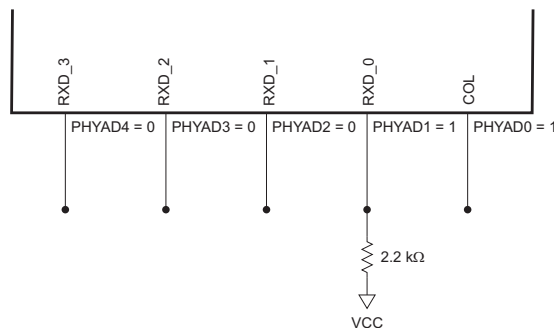 RXD_3
RXD_2
RXD_1
RXD_0
COL
PHYAD4 = 0
PHYAD3 = 0
PHYAD2 = 0
PHYAD1 = 1
PHYAD0 = 1
2.2 kΩ
VCC